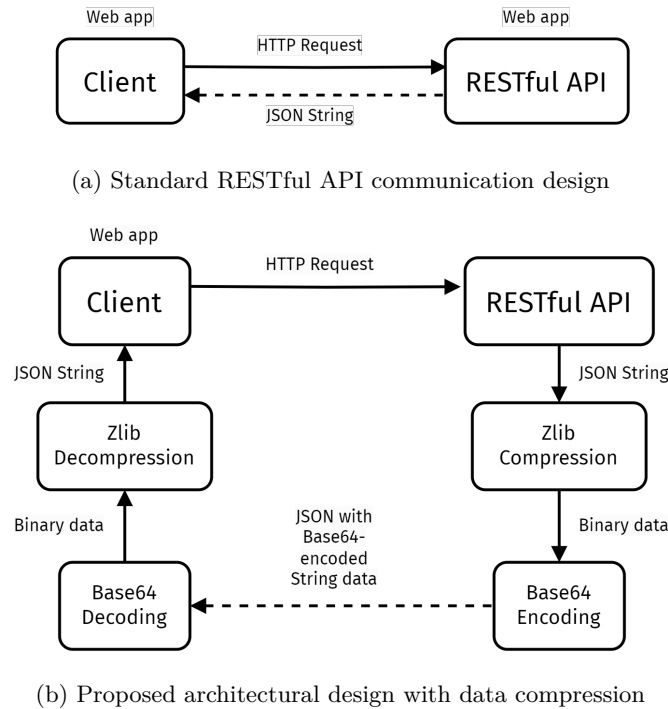 Web app
Web app
HTTP Request
Client
RESTful API
JSON String
(a) Standard RESTful API communication design
Web app
HTTP Request
Client
RESTful API
JSON String
JSON String
Zlib
Decompression
Zlib
Compression
Binary data
JSON with
Base64-
encoded
String data
Binary data
Base64
Decoding
Base64
Encoding
(b) Proposed architectural design with data compression